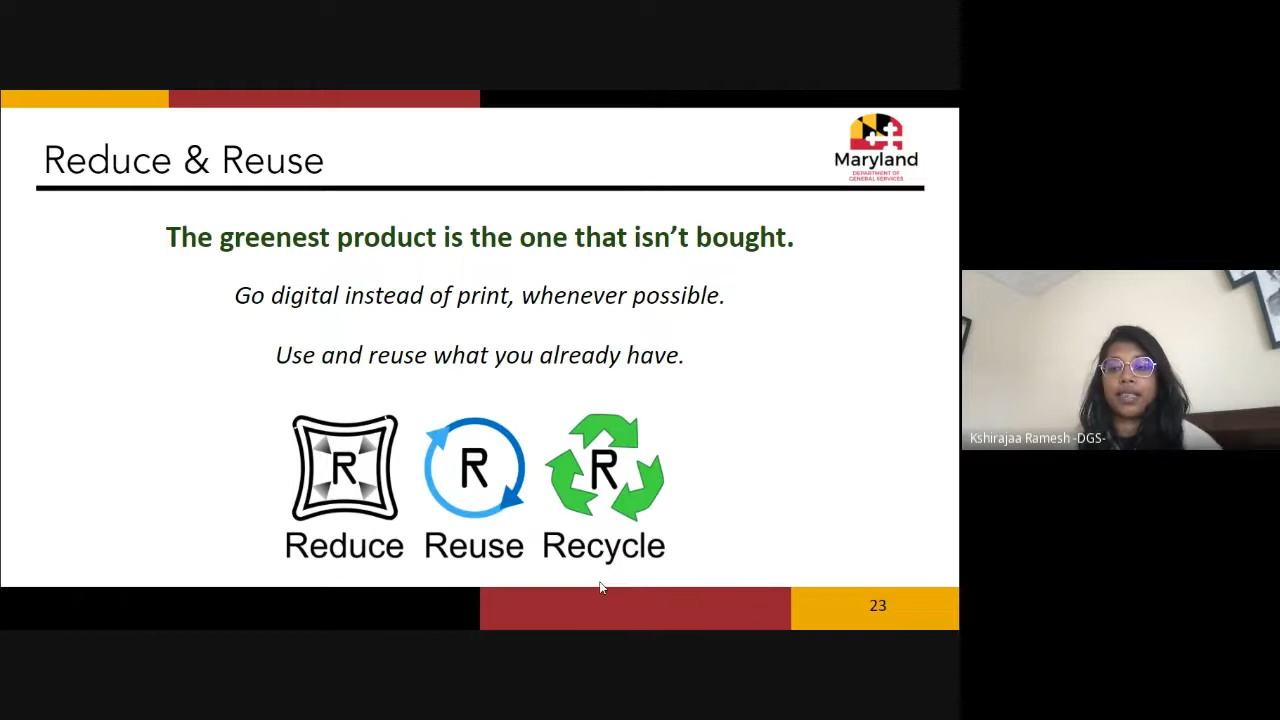 Reduce & Reuse
Maryland
DEPARTMENT OF
GENERAL SERVICES
The greenest product is the one that isn’t bought.
Go digital instead of print, whenever possible.
Use and reuse what you already have.
R R R
Reduce Reuse Recycle
Kshirajaa Ramesh -DGS-
23